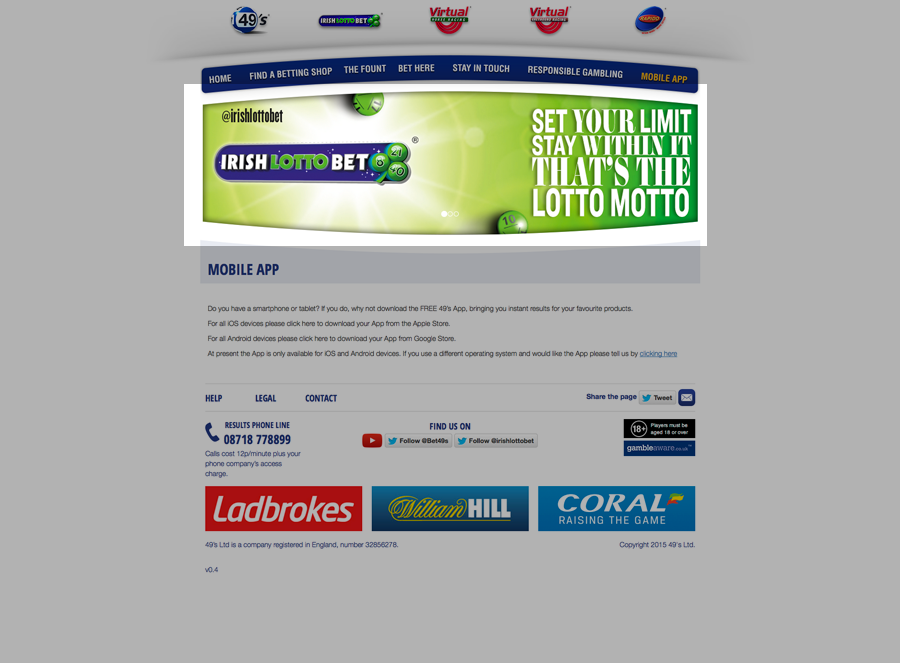 49's
IRISH LOTTO BET
Virtual
HORSE RACING
Virtual
GREYHOUND RACING
RAPIDO
HOME
FIND A BETTING SHOP
THE FOUNT
BET HERE
STAY IN TOUCH
RESPONSIBLE GAMBLING
MOBILE APP
@irishlottobet
IRISH LOTTO BET ®
6 21
40
10
SET YOUR LIMIT
STAY WITHIN IT
THAT'S THE
LOTTO MOTTO
MOBILE APP
Do you have a smartphone or tablet? If you do, why not download the FREE 49's App, bringing you instant results for your favourite products.
For all iOS devices please click here to download your App from the Apple Store.
For all Android devices please click here to download your App from Google Store.
At present the App is only available for iOS and Android devices. If you use a different operating system and would like the App please tell us by clicking here
HELP
LEGAL
CONTACT
Share the page
Tweet
RESULTS PHONE LINE
08718 778899
Calls cost 12p/minute plus your
phone company's access
charge.
FIND US ON
Follow @Bet49s
Follow @irishlottobet
18+
Players must be
aged 18 or over
gambleaware.co.uk™
Ladbrokes
William HILL
CORAL
RAISING THE GAME
49's Ltd is a company registered in England, number 32856278.
Copyright 2015 49's Ltd.
v0.4